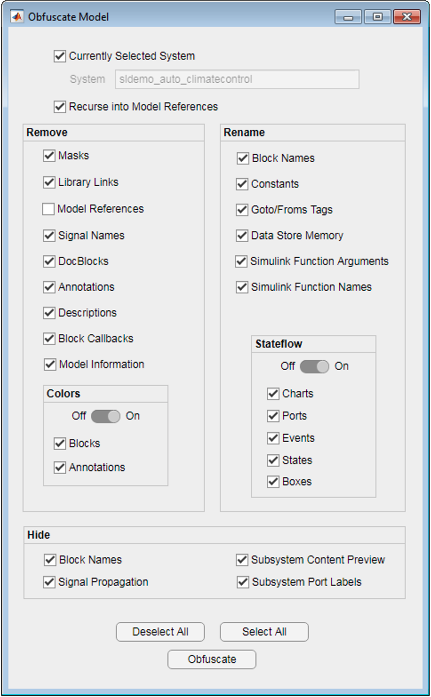 Obfuscate Model
Currently Selected System
System sldemo_auto_climatecontrol
Recurse into Model References
Remove
Masks
Library Links
Model References
Signal Names
DocBlocks
Annotations
Descriptions
Block Callbacks
Model Information
Colors
Off On
Blocks
Annotations
Rename
Block Names
Constants
Goto/Froms Tags
Data Store Memory
Simulink Function Arguments
Simulink Function Names
Stateflow
Off On
Charts
Ports
Events
States
Boxes
Hide
Block Names
Signal Propagation
Subsystem Content Preview
Subsystem Port Labels
Deselect All
Select All
Obfuscate